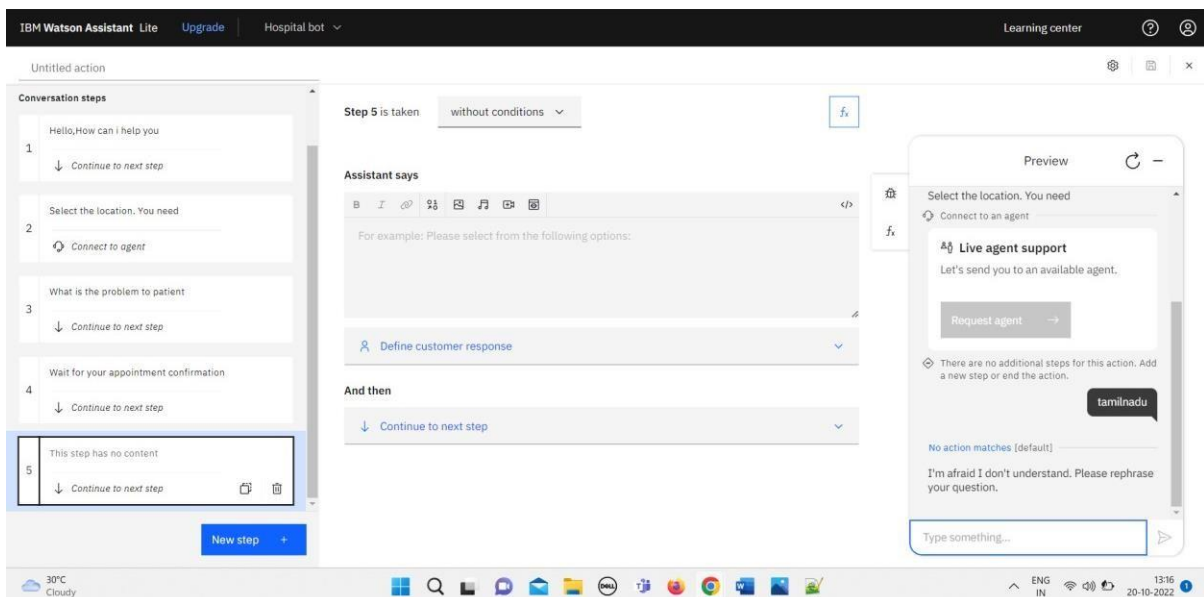 IBM Watson Assistant Lite Upgrade Hospital bot Learning center
Untitled action
Conversation steps
1
Hello,How can i help you
Continue to next step
2
Select the location. You need
Connect to agent
3
What is the problem to patient
Continue to next step
4
Wait for your appointment confirmation
Continue to next step
5
This step has no content
Continue to next step
New step +
Step 5 is taken without conditions
fx
Assistant says
B I </>
For example: Please select from the following options:
Define customer response
And then
Continue to next step
fx
Preview
Select the location. You need
Connect to an agent
Live agent support
Let's send you to an available agent.
Request agent
There are no additional steps for this action. Add
a new step or end the action.
tamilnadu
No action matches [default]
I'm afraid I don't understand. Please rephrase
your question.
Type something...
30°C
Cloudy
DELL
ENG
IN
13:16
20-10-2022
1